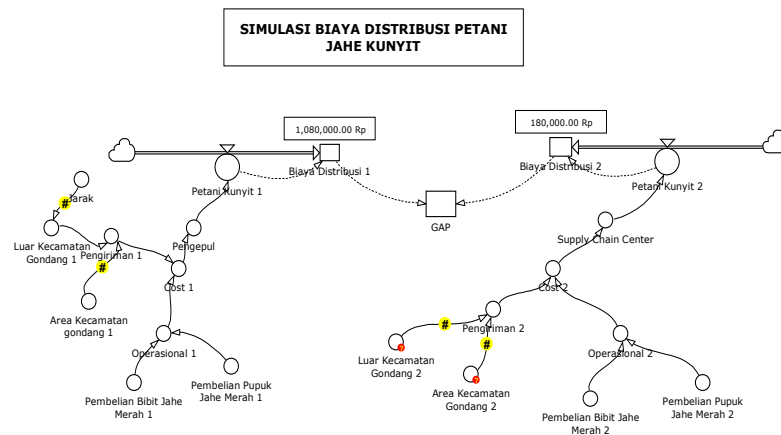 SIMULASI BIAYA DISTRIBUSI PETANI
JAHE KUNYIT
1,080,000.00 Rp
180,000.00 Rp
Biaya Distribusi 1
Biaya Distribusi 2
Petani Kunyit 1
Petani Kunyit 2
Jarak
#
GAP
Luar Kecamatan
Gondang 1
Pengiriman 1
Pengepul
Supply Chain Center
#
Cost 1
Cost 2
Area Kecamatan
gondang 1
Pengiriman 2
#
#
Operasional 1
Operasional 2
Luar Kecamatan
Gondang 2
?
Area Kecamatan
Gondang 2
?
Pembelian Bibit Jahe
Merah 1
Pembelian Pupuk
Jahe Merah 1
Pembelian Bibit Jahe
Merah 2
Pembelian Pupuk
Jahe Merah 2